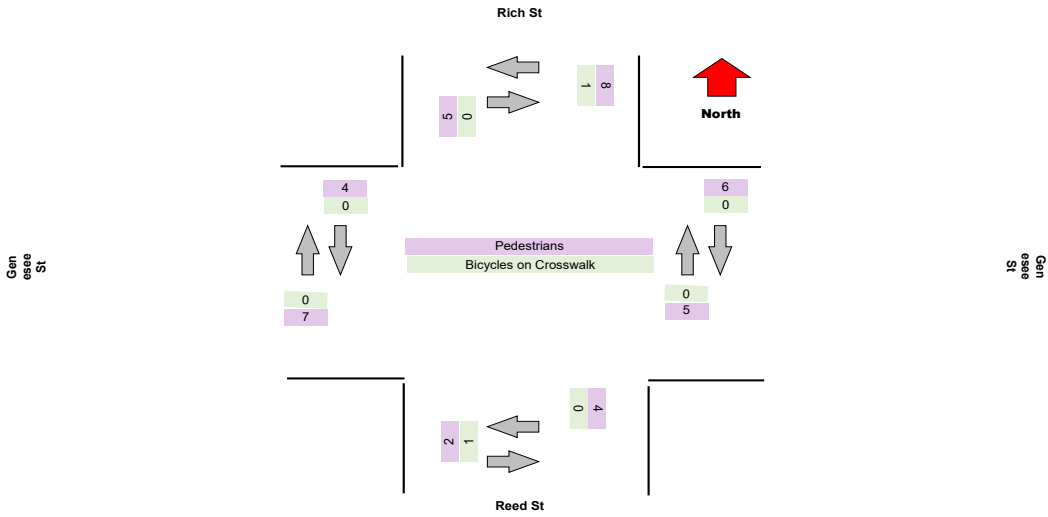 Rich St
8
1
5
0
North
4
0
6
0
Pedestrians
Bicycles on Crosswalk
Gen
esee
St
Gen
esee
St
0
7
0
5
4
0
2
1
Reed St